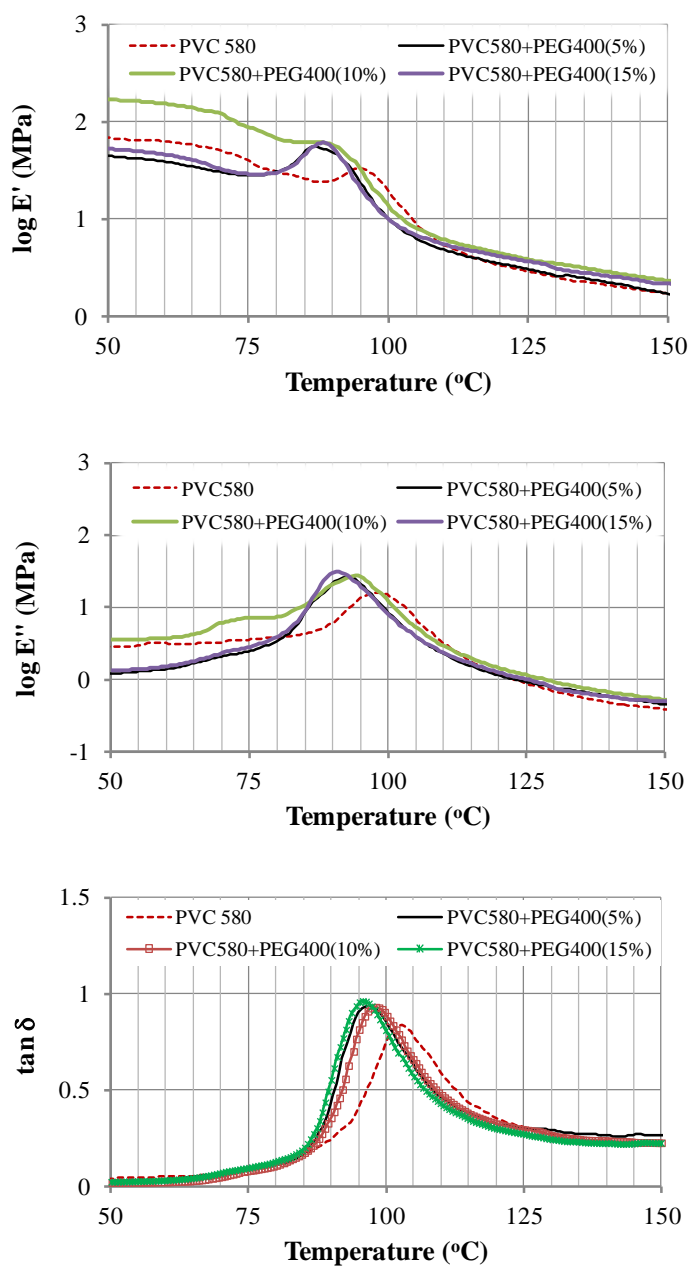 3
PVC 580
PVC580+PEG400(5%)
PVC580+PEG400(10%)
PVC580+PEG400(15%)
2
1
0
log E' (MPa)
50
75
100
125
150
Temperature (ᵒC)
3
PVC580
PVC580+PEG400(5%)
PVC580+PEG400(10%)
PVC580+PEG400(15%)
2
1
0
-1
log E'' (MPa)
50
75
100
125
150
Temperature (ᵒC)
1.5
PVC 580
PVC580+PEG400(5%)
PVC580+PEG400(10%)
PVC580+PEG400(15%)
1
0.5
0
tan δ
50
75
100
125
150
Temperature (ᵒC)